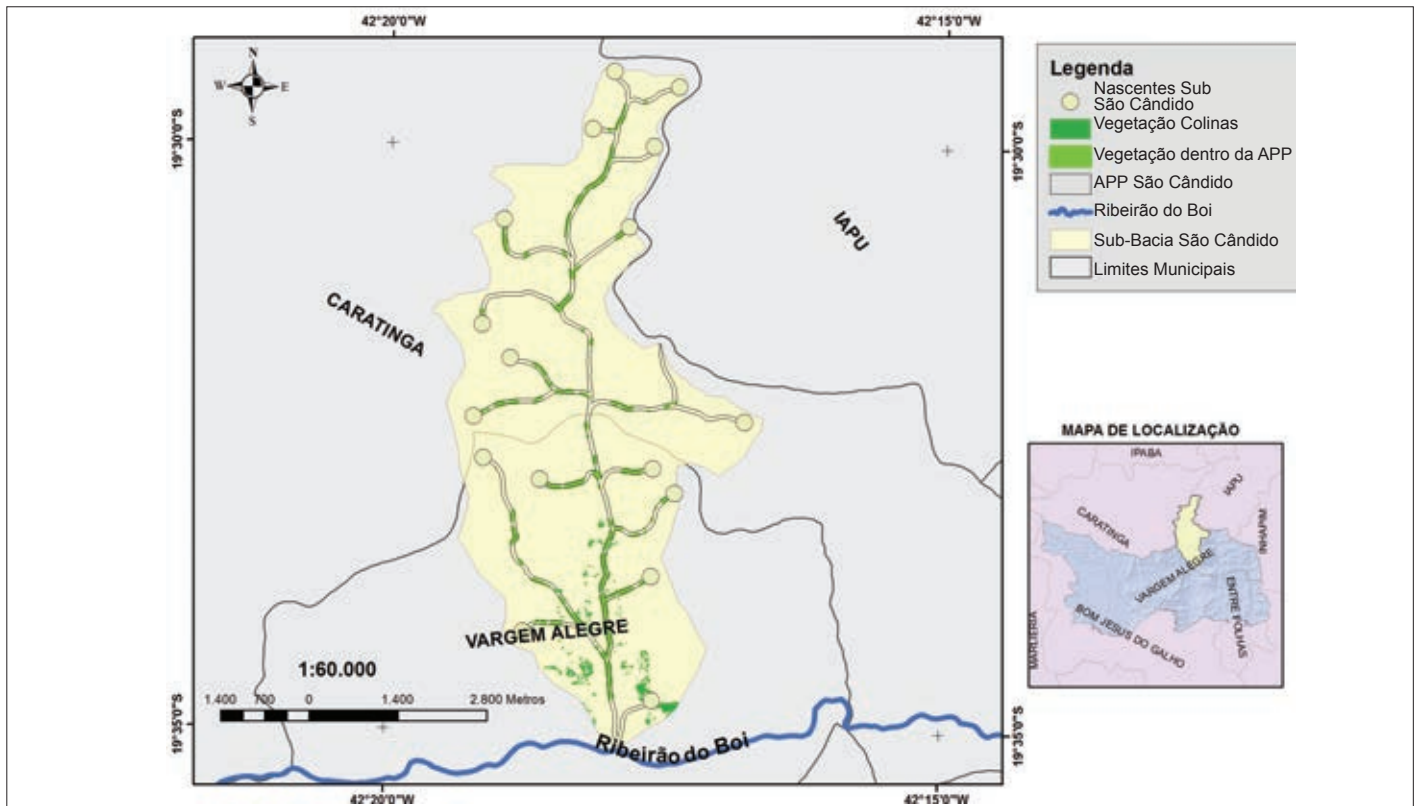 42°20'0"W
42°15'0"W
N
W
E
S
19°30'0"S
19°30'0"S
IAPU
CARATINGA
VARGEM ALEGRE
1:60.000
1.400 700 0 1.400 2.800 Metros
Ribeirão do Boi
19°35'0"S
19°35'0"S
42°20'0"W
42°15'0"W
Legenda
Nascentes Sub
São Cândido
Vegetação Colinas
Vegetação dentro da APP
APP São Cândido
Ribeirão do Boi
Sub-Bacia São Cândido
Limites Municipais
MAPA DE LOCALIZAÇÃO
IPABA
IAPU
CARATINGA
INHAPIM
VARGEM ALEGRE
ENTRE FOLHAS
BOM JESUS DO GALHO
MARLIERIA